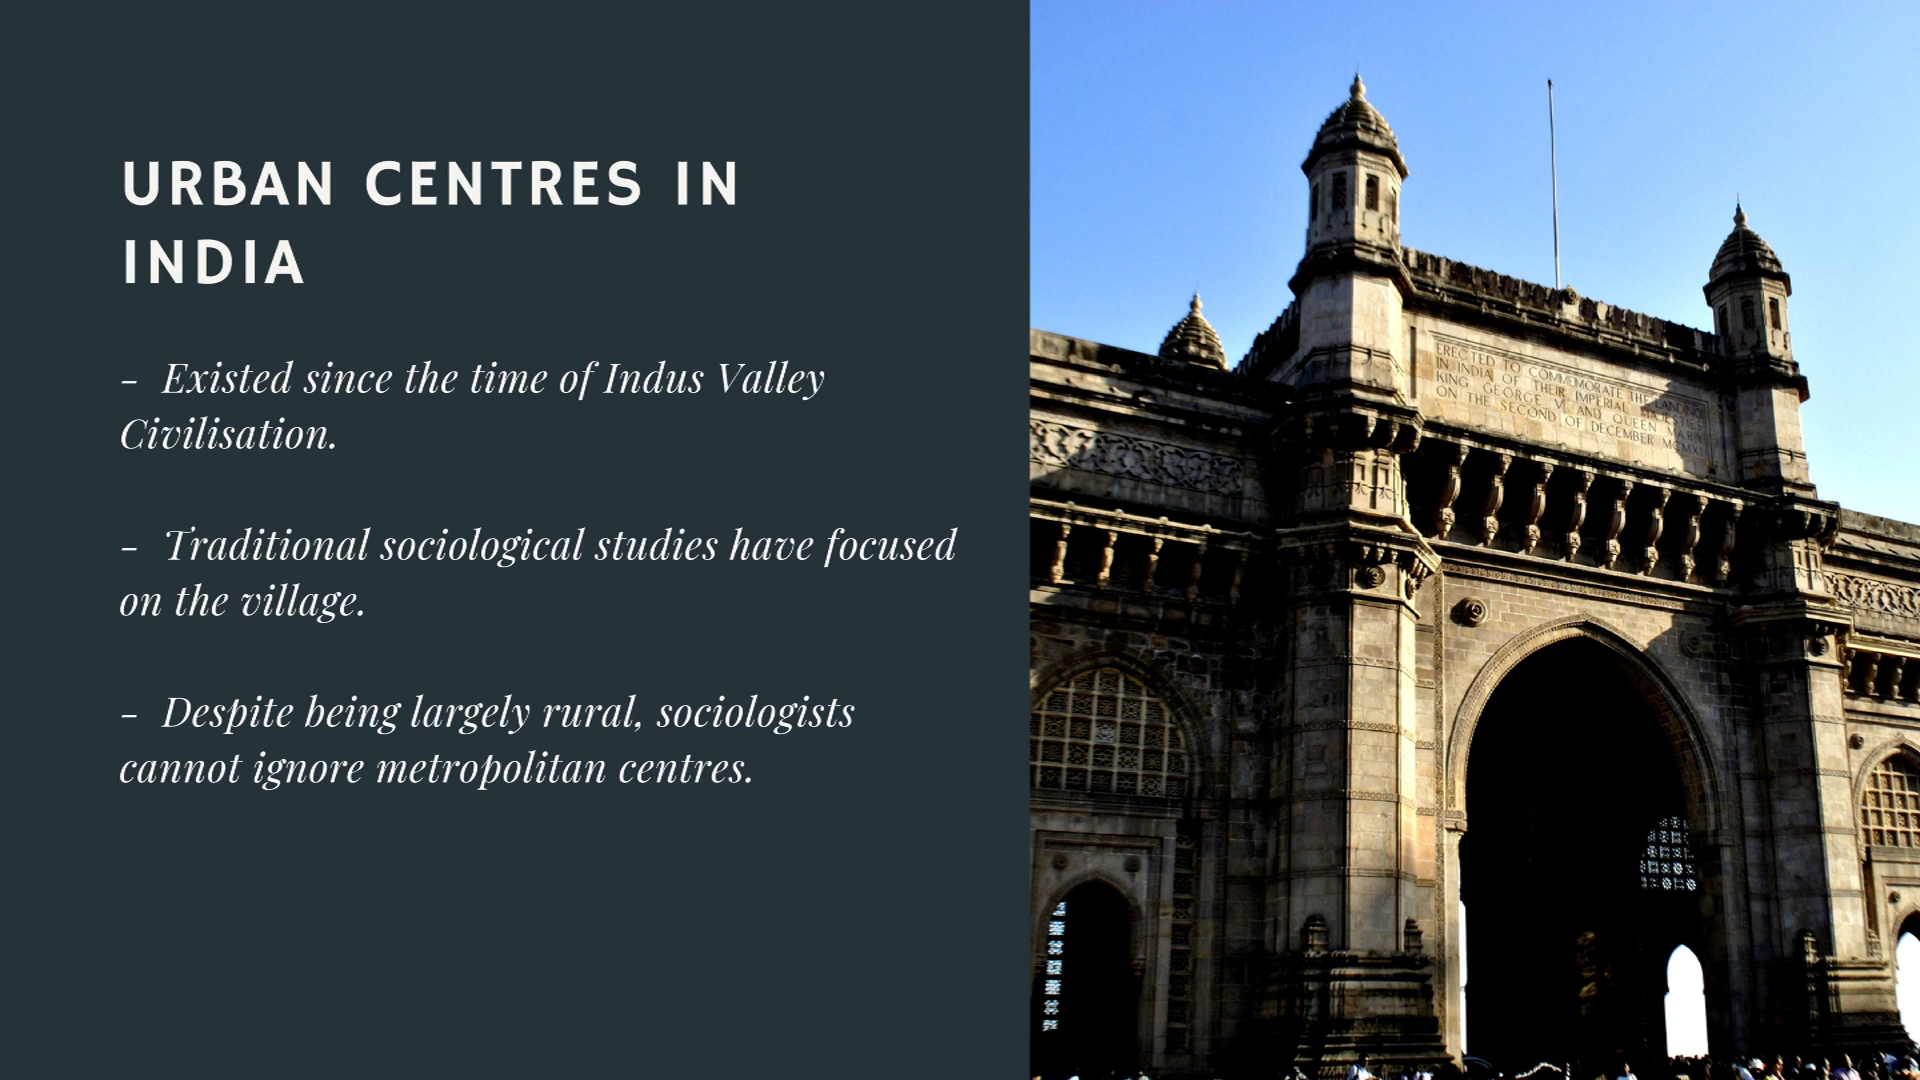 URBAN CENTRES IN
INDIA
- Existed since the time of Indus Valley
Civilisation.
- Traditional sociological studies have focused
on the village.
- Despite being largely rural, sociologists
cannot ignore metropolitan centres.
ERECTED TO COMMEMORATE THE LANDING
IN INDIA OF THEIR IMPERIAL MAJESTIES
KING GEORGE V AND QUEEN MARY
ON THE SECOND OF DECEMBER MCMXI